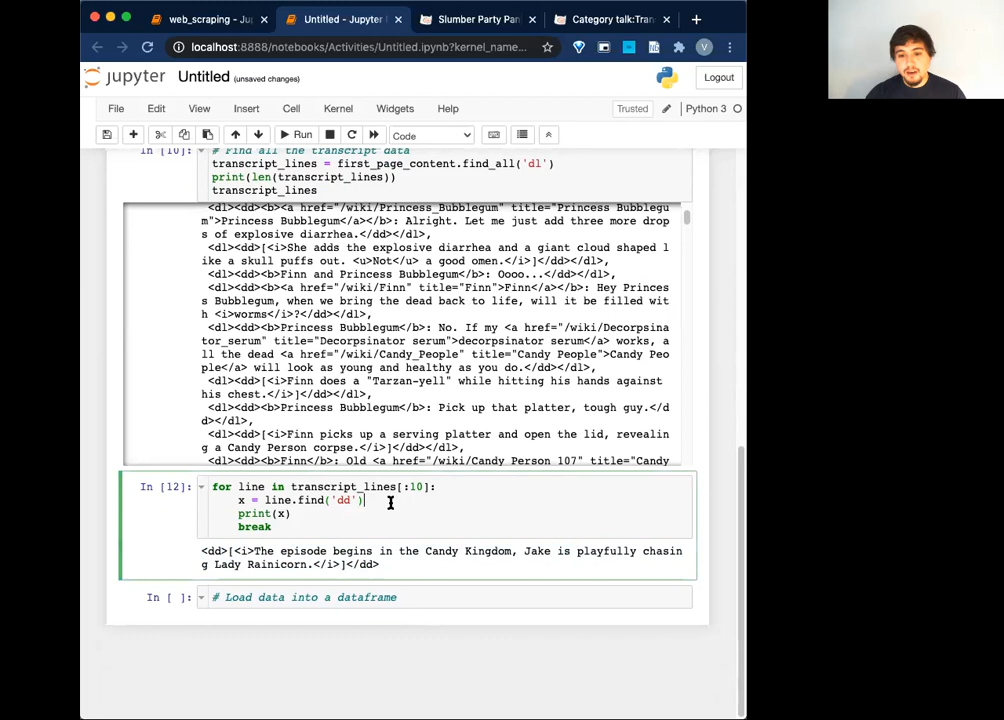 web_scraping - Ju
Untitled - Jupyter
Slumber Party Pan
Category talk:Tran
localhost:8888/notebooks/Activities/Untitled.ipynb?kernel_name...
V
jupyter Untitled (unsaved changes)
Logout
File Edit View Insert Cell Kernel Widgets Help
Trusted
Python 3
Run
Code
In [10]:
# Find all the transcript data
transcript_lines = first_page_content.find_all('dl')
print(len(transcript_lines))
transcript_lines
<dl><dd><b><a href="/wiki/Princess_Bubblegum" title="Princess Bubblegu
m">Princess Bubblegum</a></b>: Alright. Let me just add three more drop
s of explosive diarrhea.</dd></dl>,
<dl><dd>[<i>She adds the explosive diarrhea and a giant cloud shaped l
ike a skull puffs out. <u>Not</u> a good omen.</i>]</dd></dl>,
<dl><dd><b>Finn and Princess Bubblegum</b>: Oooo...</dd></dl>,
<dl><dd><b><a href="/wiki/Finn" title="Finn">Finn</a></b>: Hey Princes
s Bubblegum, when we bring the dead back to life, will it be filled wit
h <i>worms</i>?</dd></dl>,
<dl><dd><b>Princess Bubblegum</b>: No. If my <a href="/wiki/Decorpsina
tor_serum" title="Decorpsinator serum">decorpsinator serum</a> works, a
ll the dead <a href="/wiki/Candy_People" title="Candy People">Candy Peo
ple</a> will look as young and healthy as you do.</dd></dl>,
<dl><dd>[<i>Finn does a "Tarzan-yell" while hitting his hands against
his chest.</i>]</dd></dl>,
<dl><dd><b>Princess Bubblegum</b>: Pick up that platter, tough guy.</d
d></dl>,
<dl><dd>[<i>Finn picks up a serving platter and open the lid, revealin
g a Candy Person corpse.</i>]</dd></dl>,
<dl><dd><b>Finn</b>: Old <a href="/wiki/Candy_Person_107" title="Candy
In [12]:
for line in transcript_lines[:10]:
x = line.find('dd')
print(x)
break
<dd>[<i>The episode begins in the Candy Kingdom, Jake is playfully chasin
g Lady Rainicorn.</i>]</dd>
In [ ]:
# Load data into a dataframe